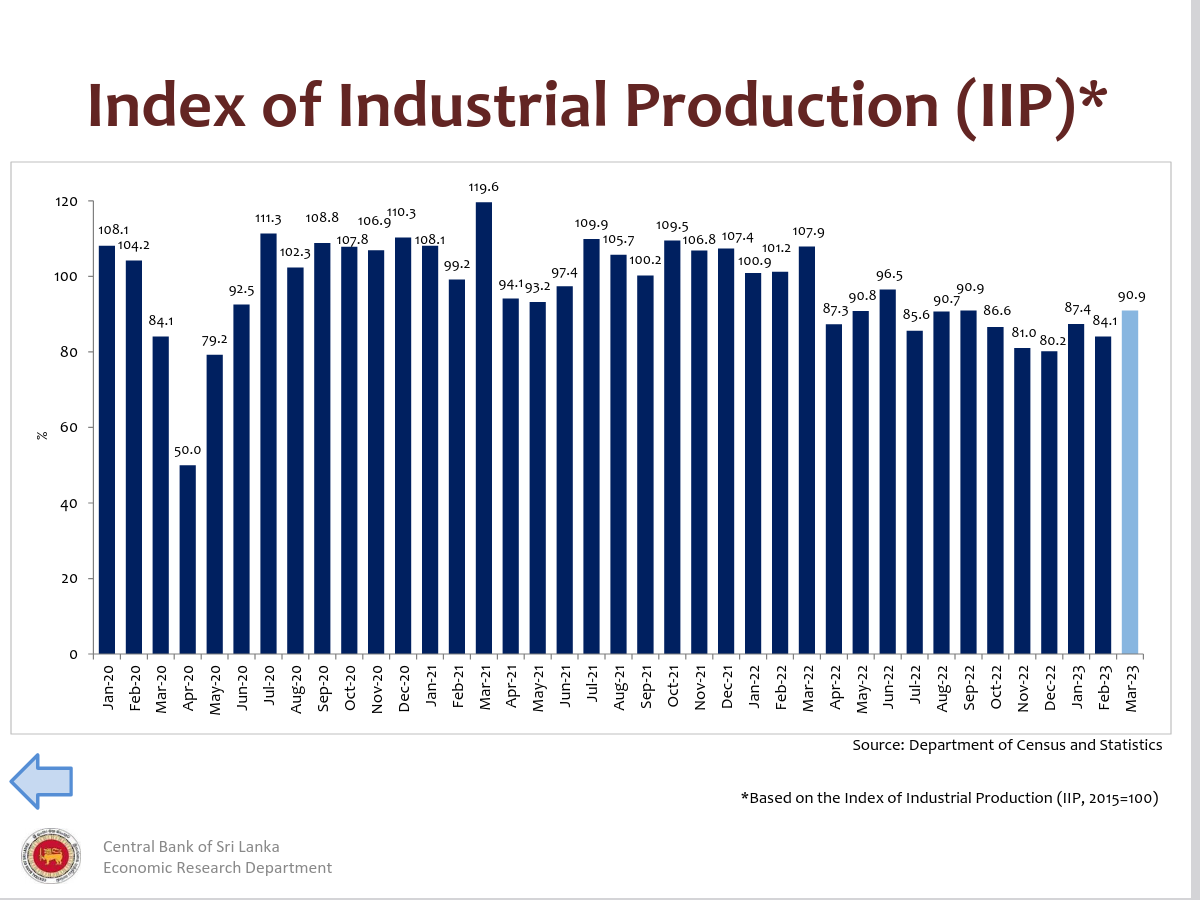 Index of Industrial Production (IIP)*
%
120
100
80
60
40
20
0
108.1
104.2
84.1
50.0
79.2
92.5
111.3
102.3
108.8
107.8
106.9
110.3
108.1
99.2
119.6
94.1
93.2
97.4
109.9
105.7
100.2
109.5
106.8
107.4
100.9
101.2
107.9
87.3
90.8
96.5
85.6
90.7
90.9
86.6
81.0
80.2
87.4
84.1
90.9
Jan-20
Feb-20
Mar-20
Apr-20
May-20
Jun-20
Jul-20
Aug-20
Sep-20
Oct-20
Nov-20
Dec-20
Jan-21
Feb-21
Mar-21
Apr-21
May-21
Jun-21
Jul-21
Aug-21
Sep-21
Oct-21
Nov-21
Dec-21
Jan-22
Feb-22
Mar-22
Apr-22
May-22
Jun-22
Jul-22
Aug-22
Sep-22
Oct-22
Nov-22
Dec-22
Jan-23
Feb-23
Mar-23
Source: Department of Census and Statistics
*Based on the Index of Industrial Production (IIP, 2015=100)
Central Bank of Sri Lanka
Economic Research Department